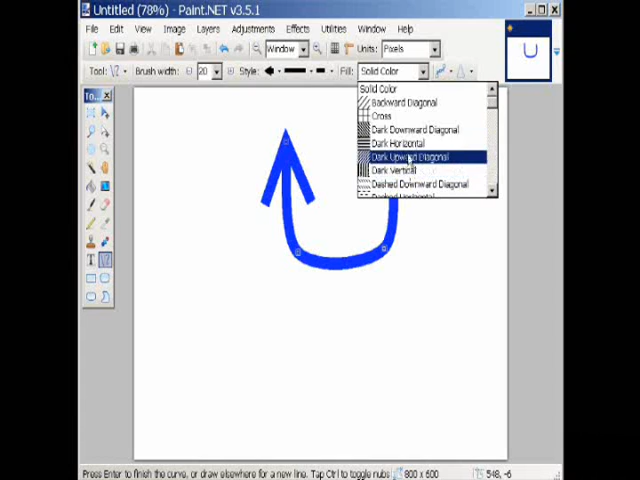 Untitled (78%) - Paint.NET v3.5.1
File Edit View Image Layers Adjustments Effects Utilities Window Help
Window Units: Pixels
Tool: Brush width: 20 Style: Fill: Solid Color
Solid Color
Backward Diagonal
Cross
Dark Downward Diagonal
Dark Horizontal
Dark Upward Diagonal
Dark Vertical
Dashed Downward Diagonal
Dashed Horizontal
To...
T
Press Enter to finish the curve, or draw elsewhere for a new line. Tap Ctrl to toggle nubs. 800 x 600 548, -6